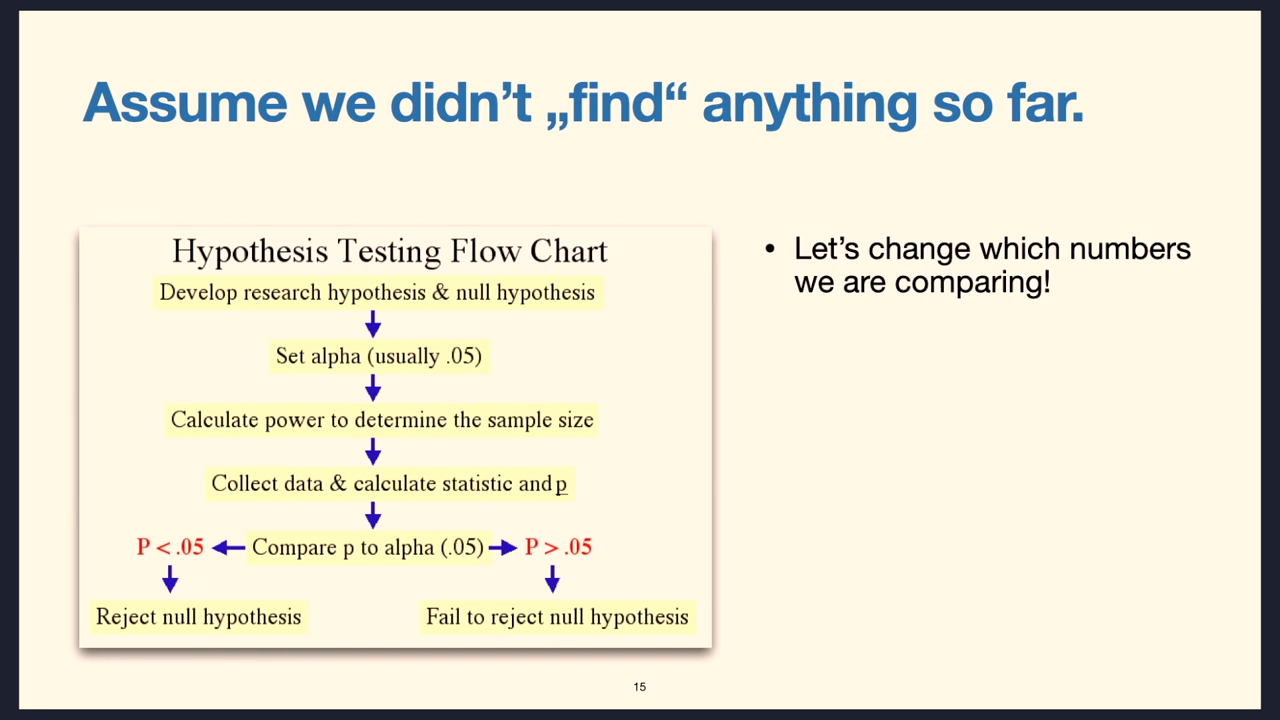 Assume we didn’t „find“ anything so far.
Hypothesis Testing Flow Chart
Develop research hypothesis & null hypothesis
Set alpha (usually .05)
Calculate power to determine the sample size
Collect data & calculate statistic and p
P < .05
Compare p to alpha (.05)
P > .05
Reject null hypothesis
Fail to reject null hypothesis
• Let’s change which numbers
we are comparing!
15